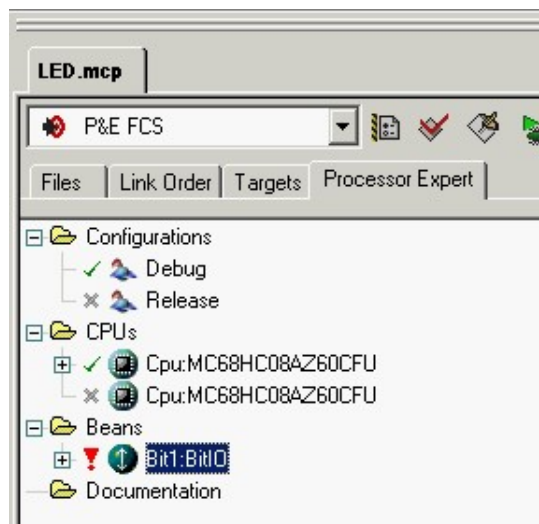 LED.mcp
P&E FCS
Files Link Order Targets Processor Expert
Configurations
Debug
Release
CPUs
Cpu:MC68HC08AZ60CFU
Cpu:MC68HC08AZ60CFU
Beans
Bit1:BitIO
Documentation